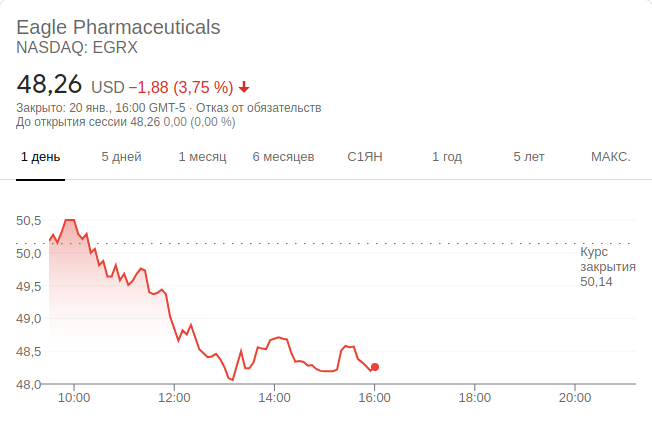 Eagle Pharmaceuticals
NASDAQ: EGRX
48,26 USD −1,88 (3,75 %)
Закрыто: 20 янв., 16:00 GMT-5 · Отказ от обязательств
До открытия сессии 48,26 0,00 (0,00 %)
1 день 5 дней 1 месяц 6 месяцев С1ЯН 1 год 5 лет МАКС.
50,5
50,0
49,5
49,0
48,5
48,0
Курс
закрытия
50,14
10:00 12:00 14:00 16:00 18:00 20:00